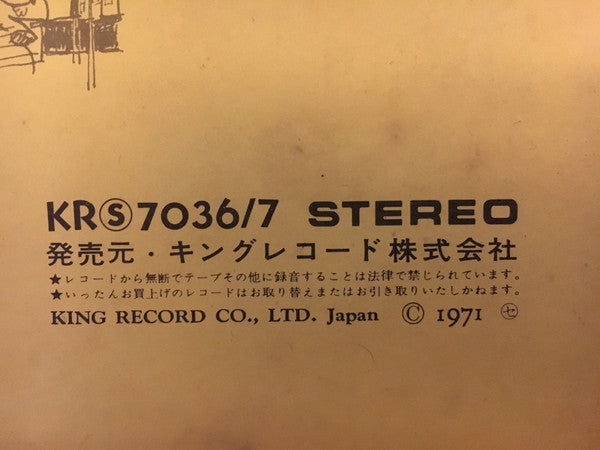 KRⓈ7036/7 STEREO
発売元・キングレコード株式会社
★レコードから無断でテープその他に録音することは法律で禁じられています。
★いったんお買上げのレコードはお取り替えまたはお引き取りいたしかねます。
KING RECORD CO., LTD. Japan Ⓒ 1971 ㋝